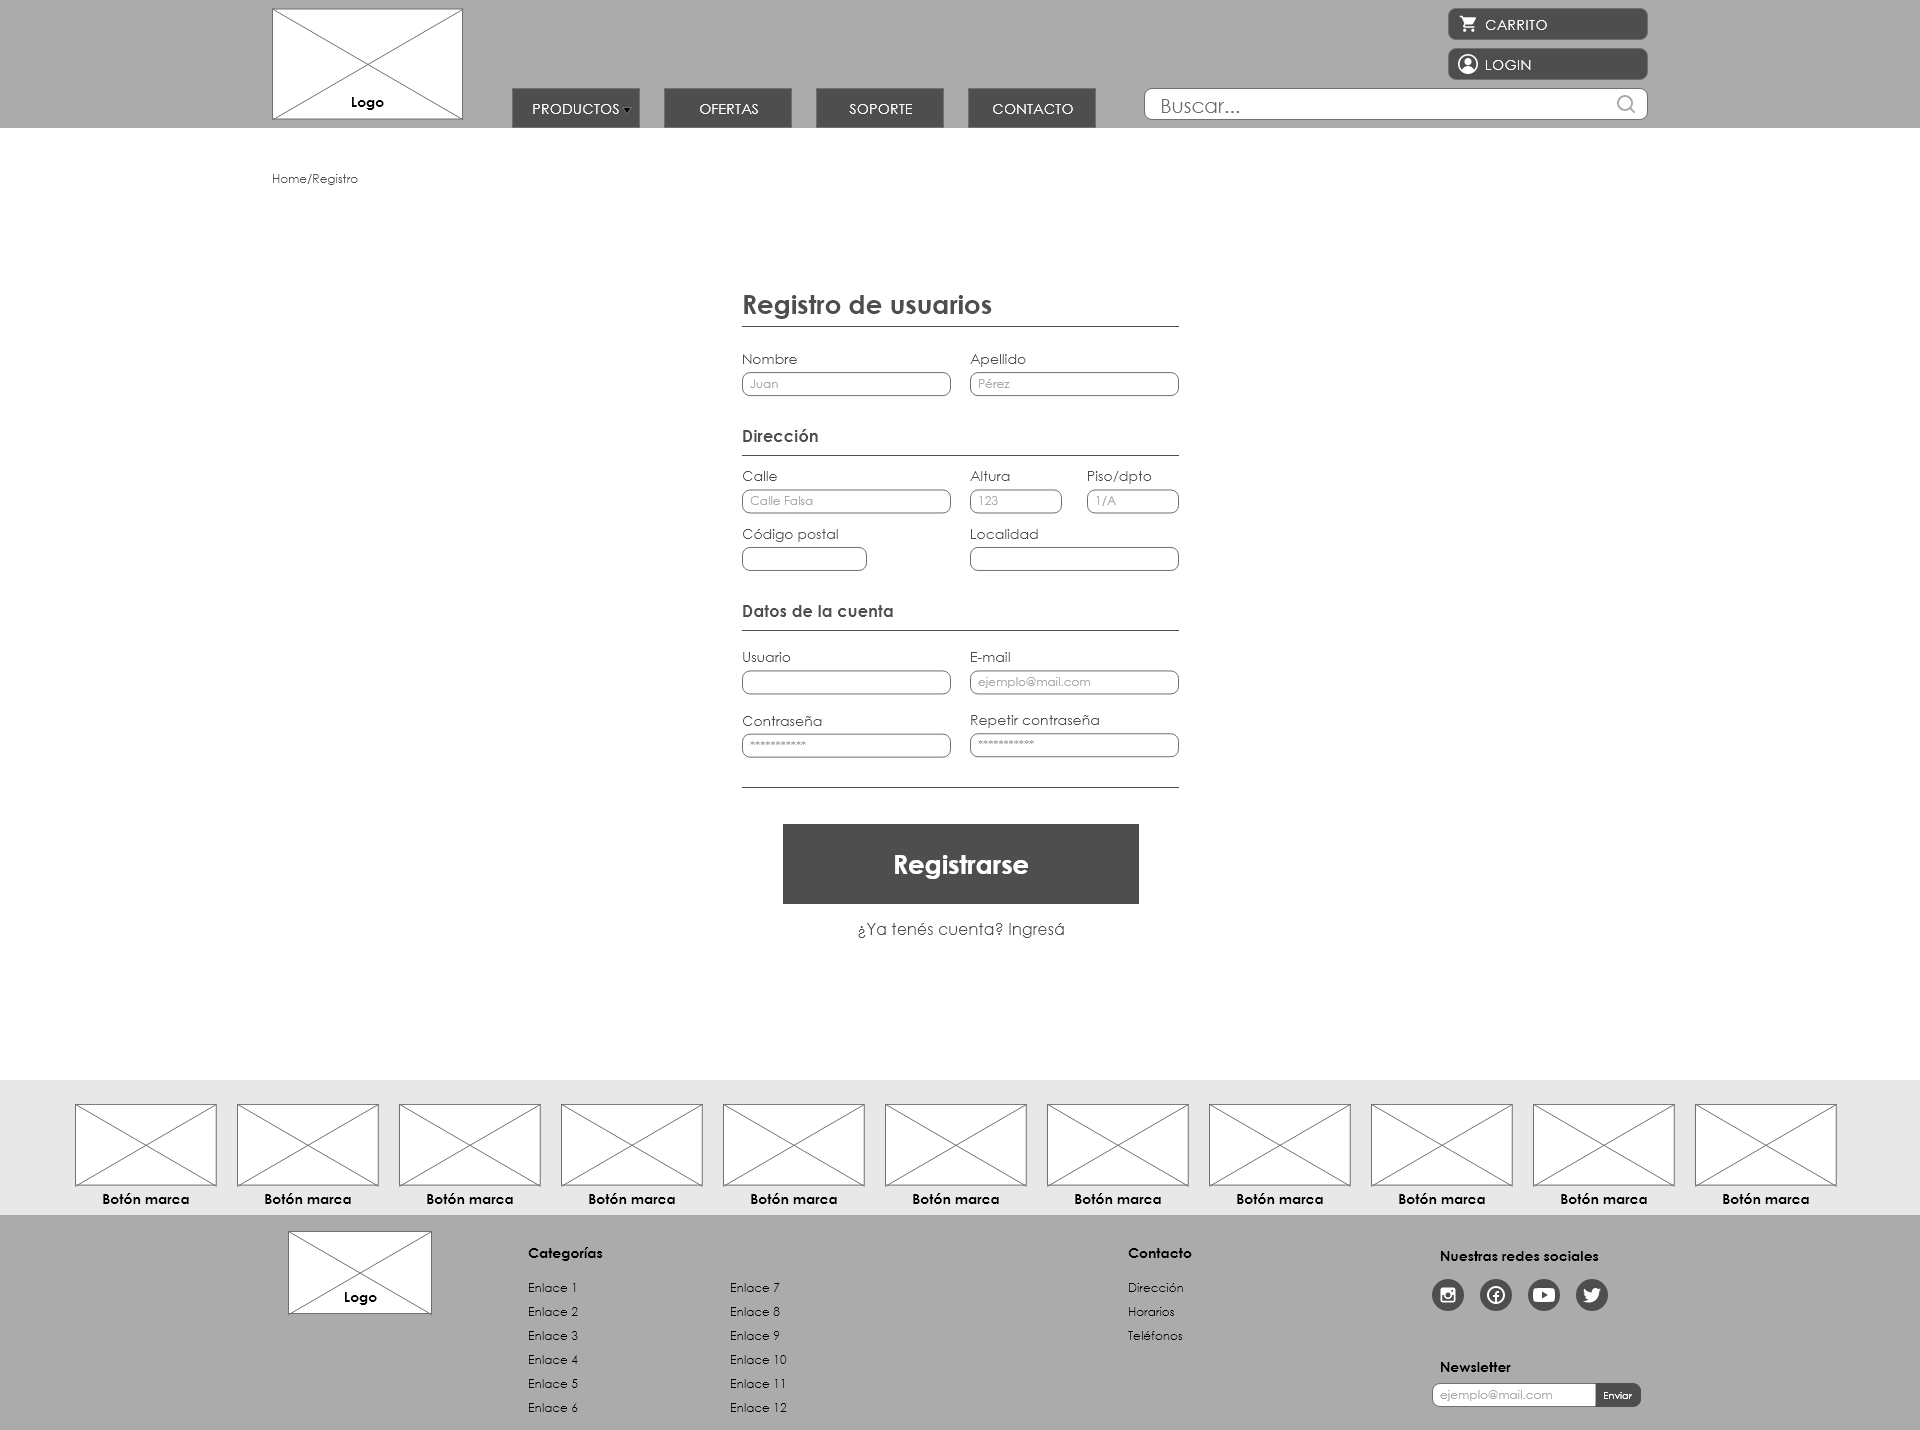 Logo
CARRITO
LOGIN
PRODUCTOS OFERTAS SOPORTE CONTACTO Buscar...
Home/Registro
Registro de usuarios
Nombre Apellido
Juan Pérez
Dirección
Calle Altura Piso/dpto
Calle Falsa 123 1/A
Código postal Localidad
Datos de la cuenta
Usuario E-mail
ejemplo@mail.com
Contraseña Repetir contraseña
*********** ***********
Registrarse
¿Ya tenés cuenta? Ingresá
Botón marca Botón marca Botón marca Botón marca Botón marca Botón marca Botón marca Botón marca Botón marca Botón marca Botón marca
Logo
Categorías
Enlace 1 Enlace 7
Enlace 2 Enlace 8
Enlace 3 Enlace 9
Enlace 4 Enlace 10
Enlace 5 Enlace 11
Enlace 6 Enlace 12
Contacto
Dirección
Horarios
Teléfonos
Nuestras redes sociales
Newsletter
ejemplo@mail.com Enviar